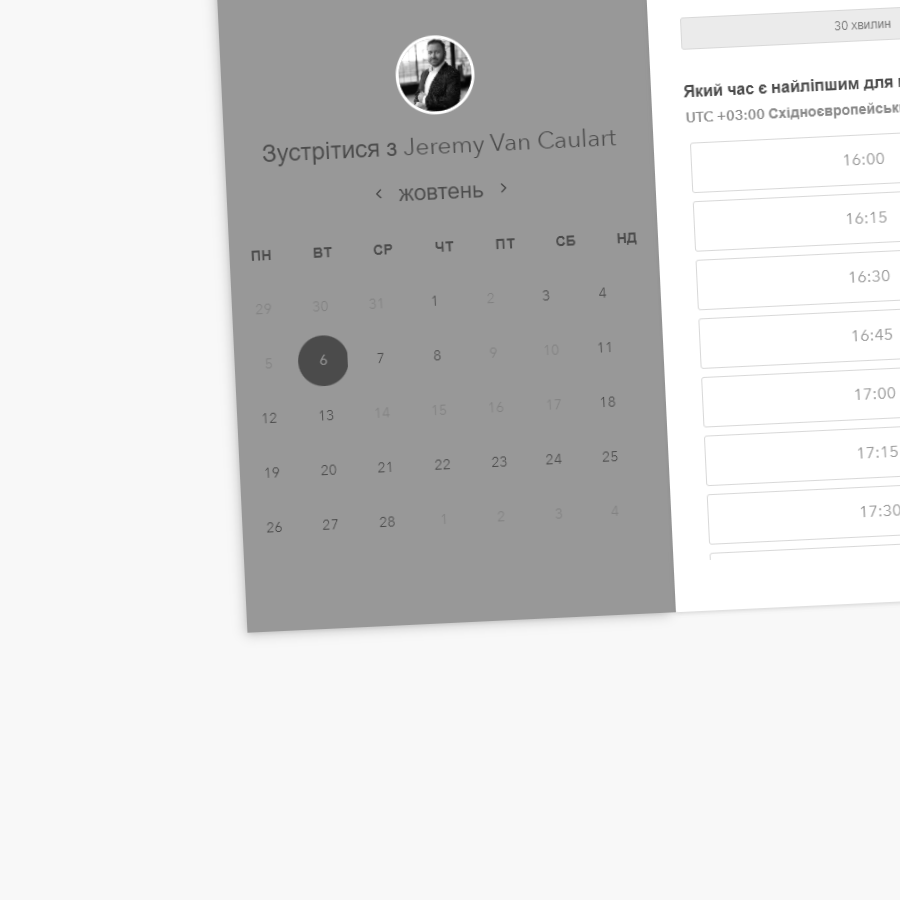 Зустрітися з Jeremy Van Caulart
‹ жовтень ›
ПН ВТ СР ЧТ ПТ СБ НД
29 30 31 1 2 3 4
5 6 7 8 9 10 11
12 13 14 15 16 17 18
19 20 21 22 23 24 25
26 27 28 1 2 3 4
30 хвилин
Який час є найліпшим для
UTC +03:00
16:00
16:15
16:30
16:45
17:00
17:15
17:30